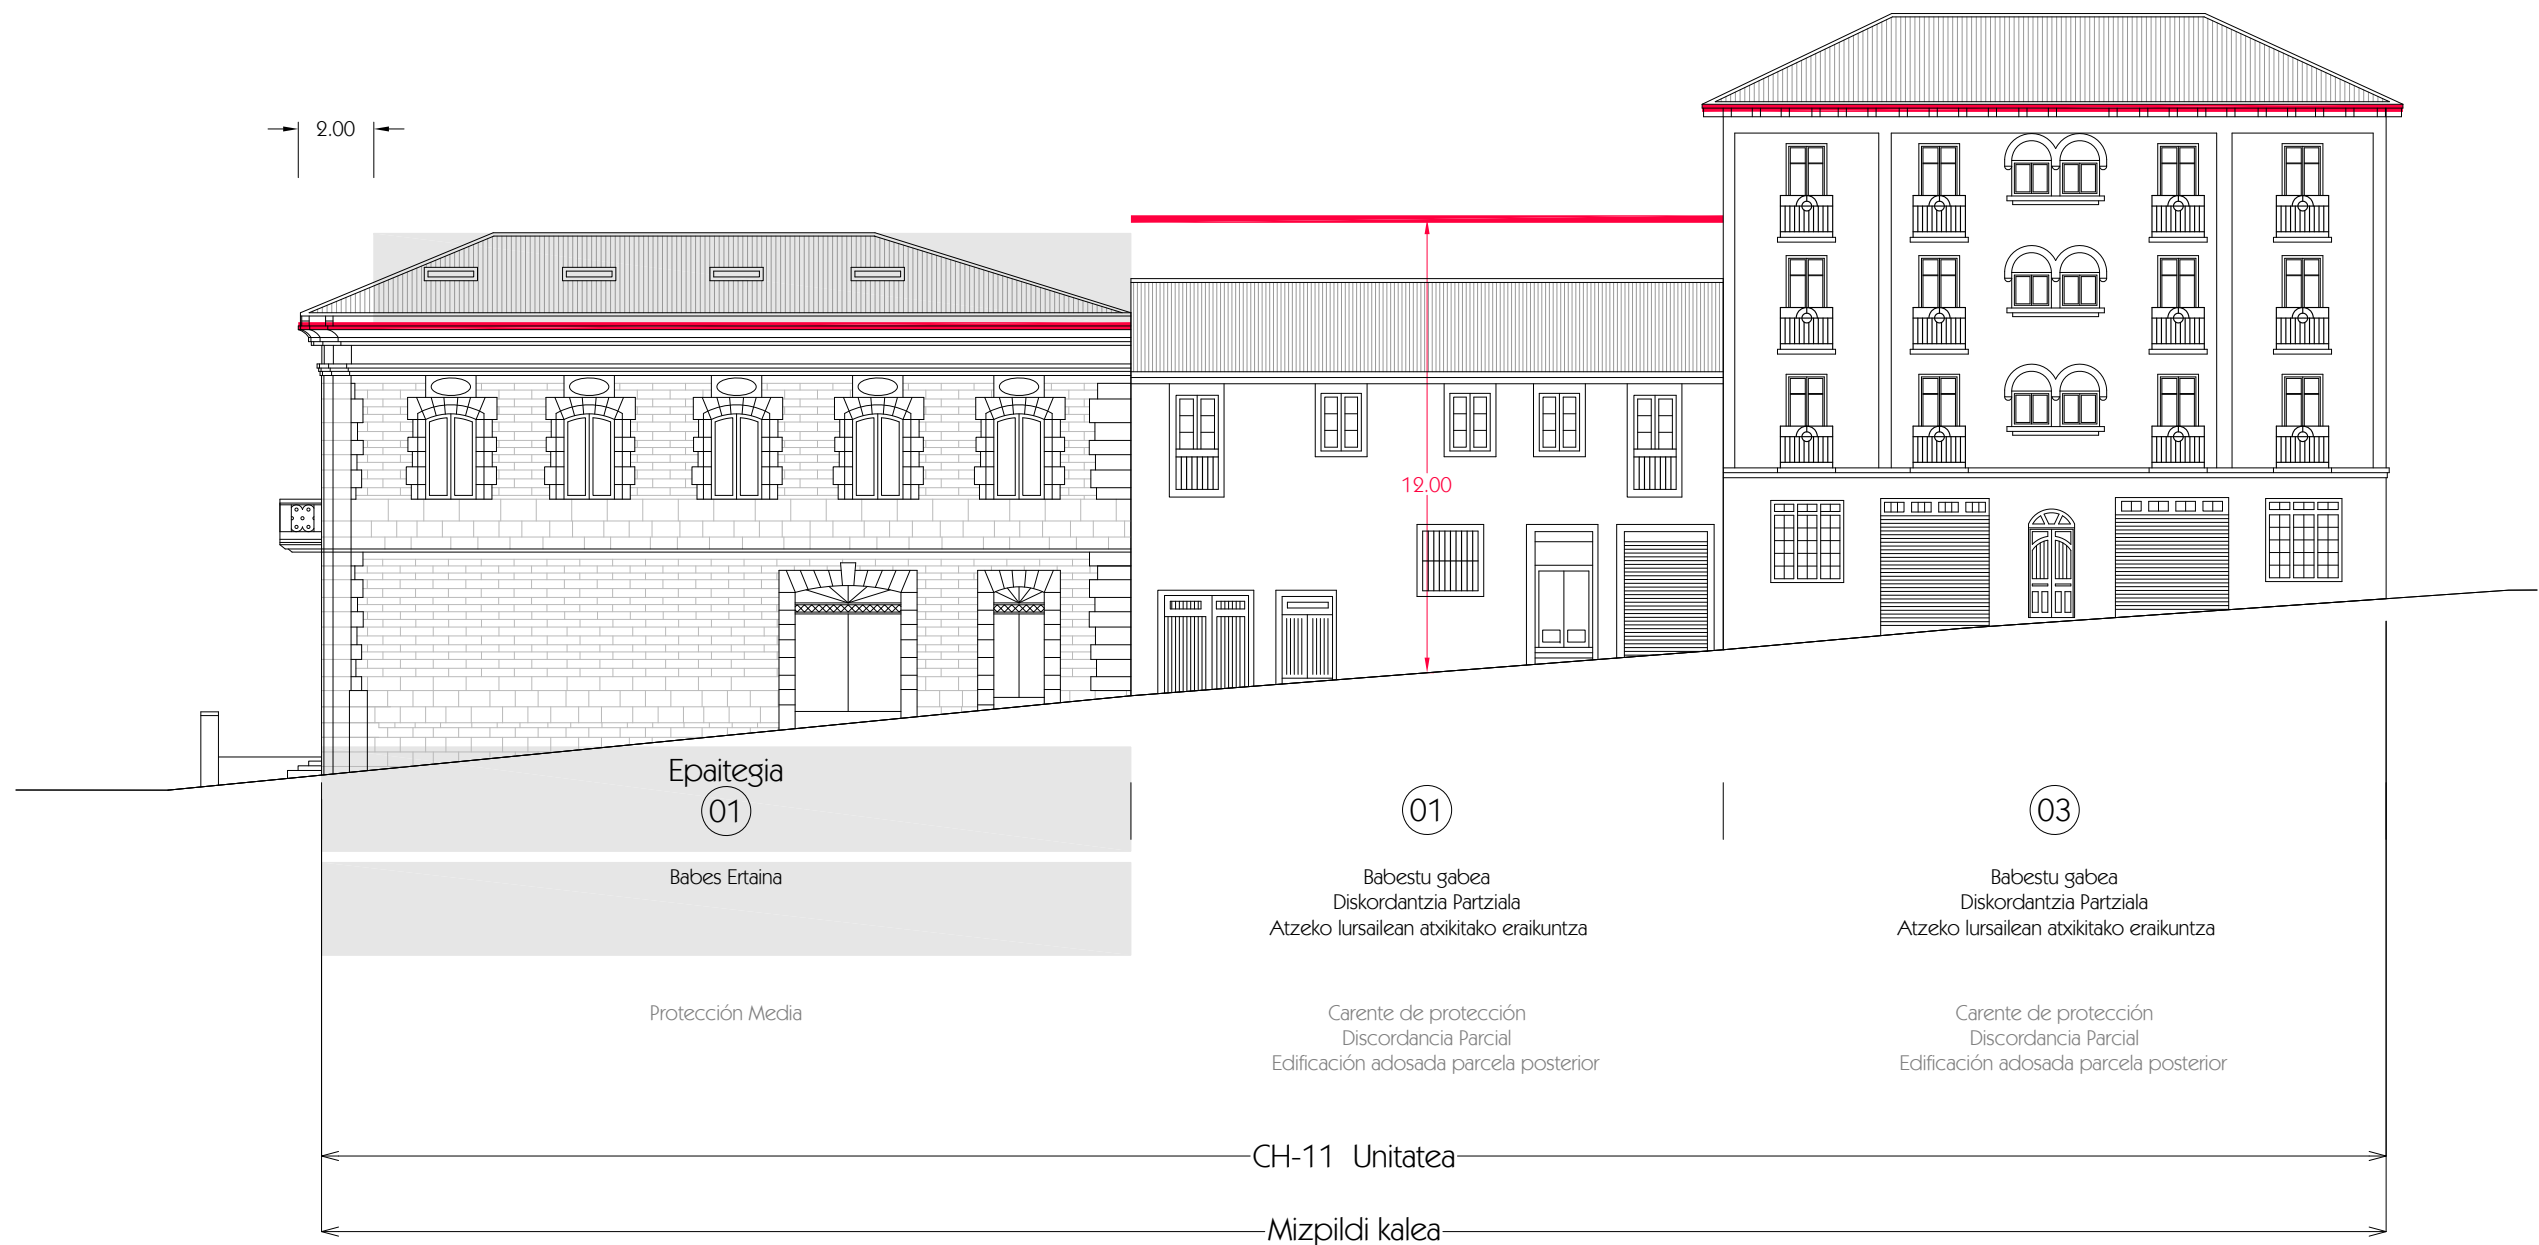 2.00
12.00
Epaitegia
01
01
03
Babes Ertaina
Babestu gabea
Diskordantzia Partziala
Atzeko lursailean atxikitako eraikuntza
Babestu gabea
Diskordantzia Partziala
Atzeko lursailean atxikitako eraikuntza
Protección Media
Carente de protección
Discordancia Parcial
Edificación adosada parcela posterior
Carente de protección
Discordancia Parcial
Edificación adosada parcela posterior
CH-11 Unitatea
Mizpildi kalea